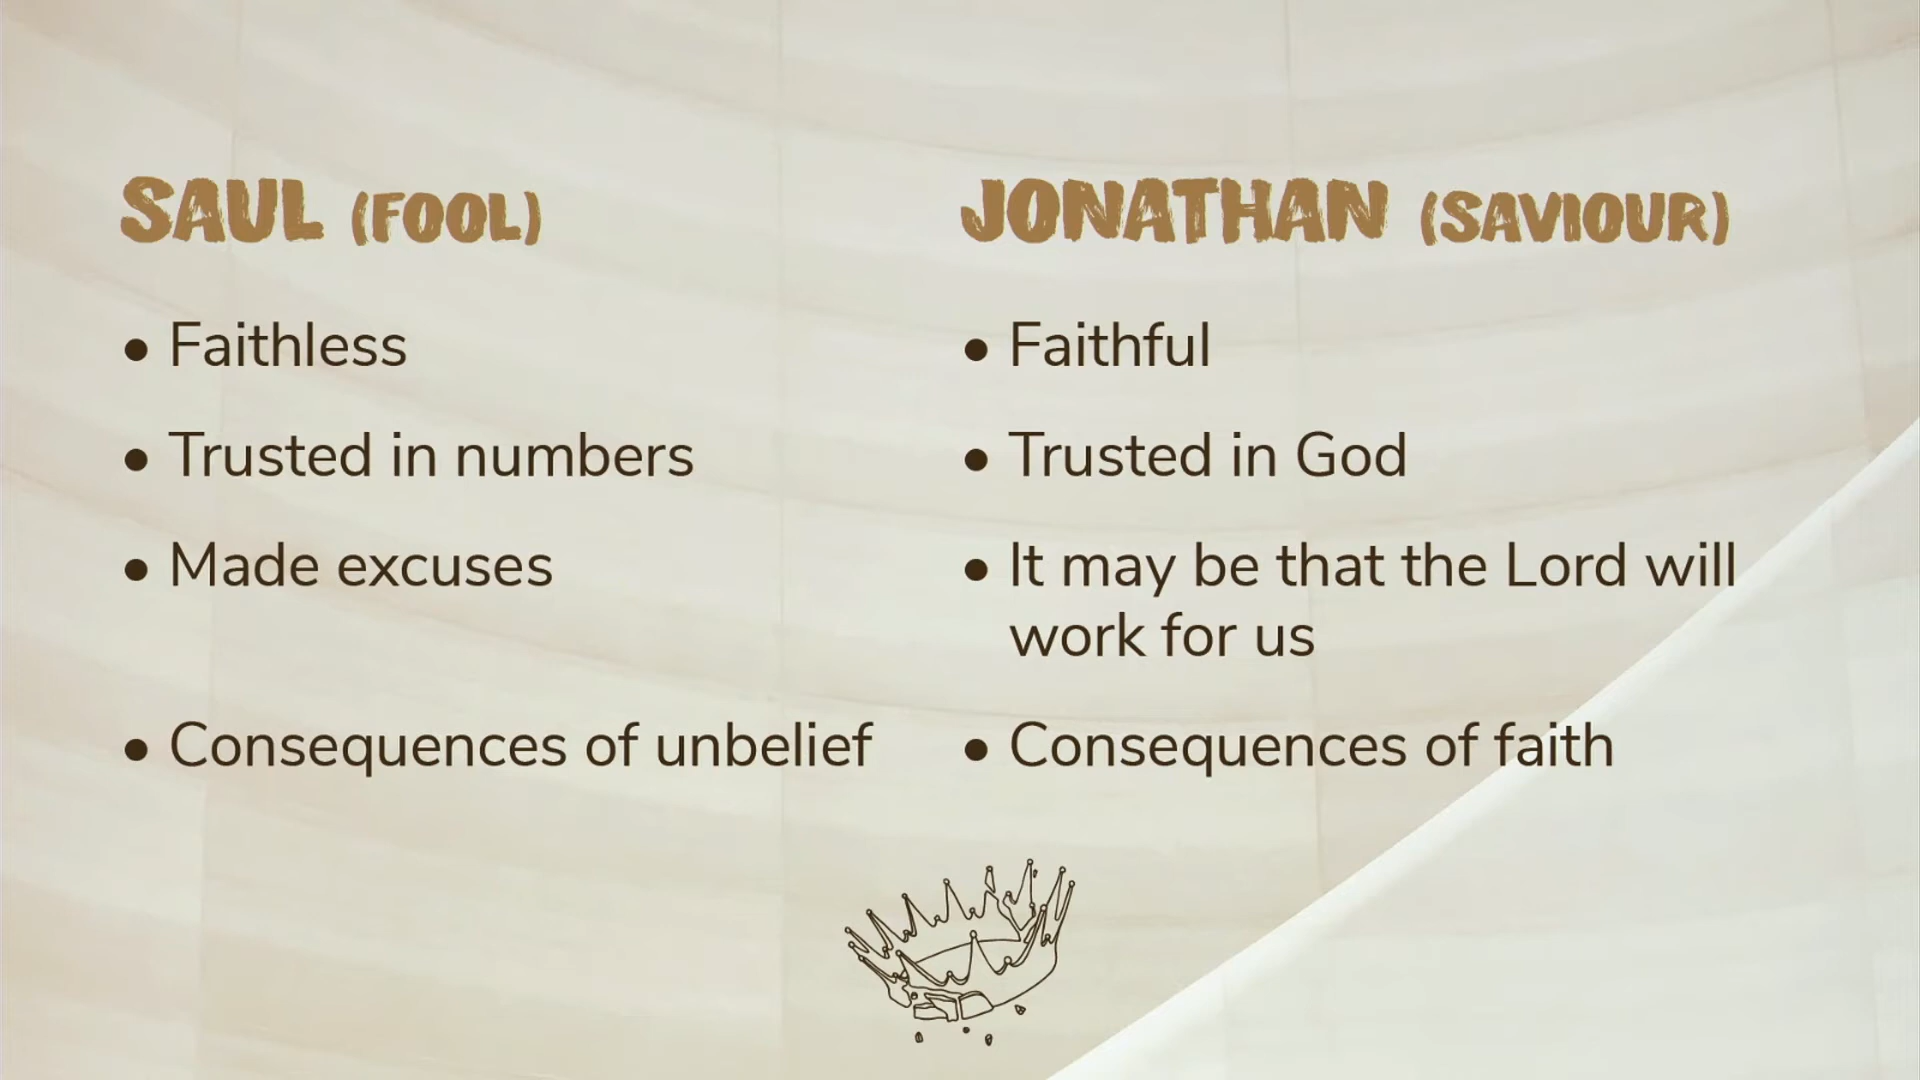 SAUL (FOOL)
• Faithless
• Trusted in numbers
• Made excuses
• Consequences of unbelief
JONATHAN (SAVIOUR)
• Faithful
• Trusted in God
• It may be that the Lord will
work for us
• Consequences of faith